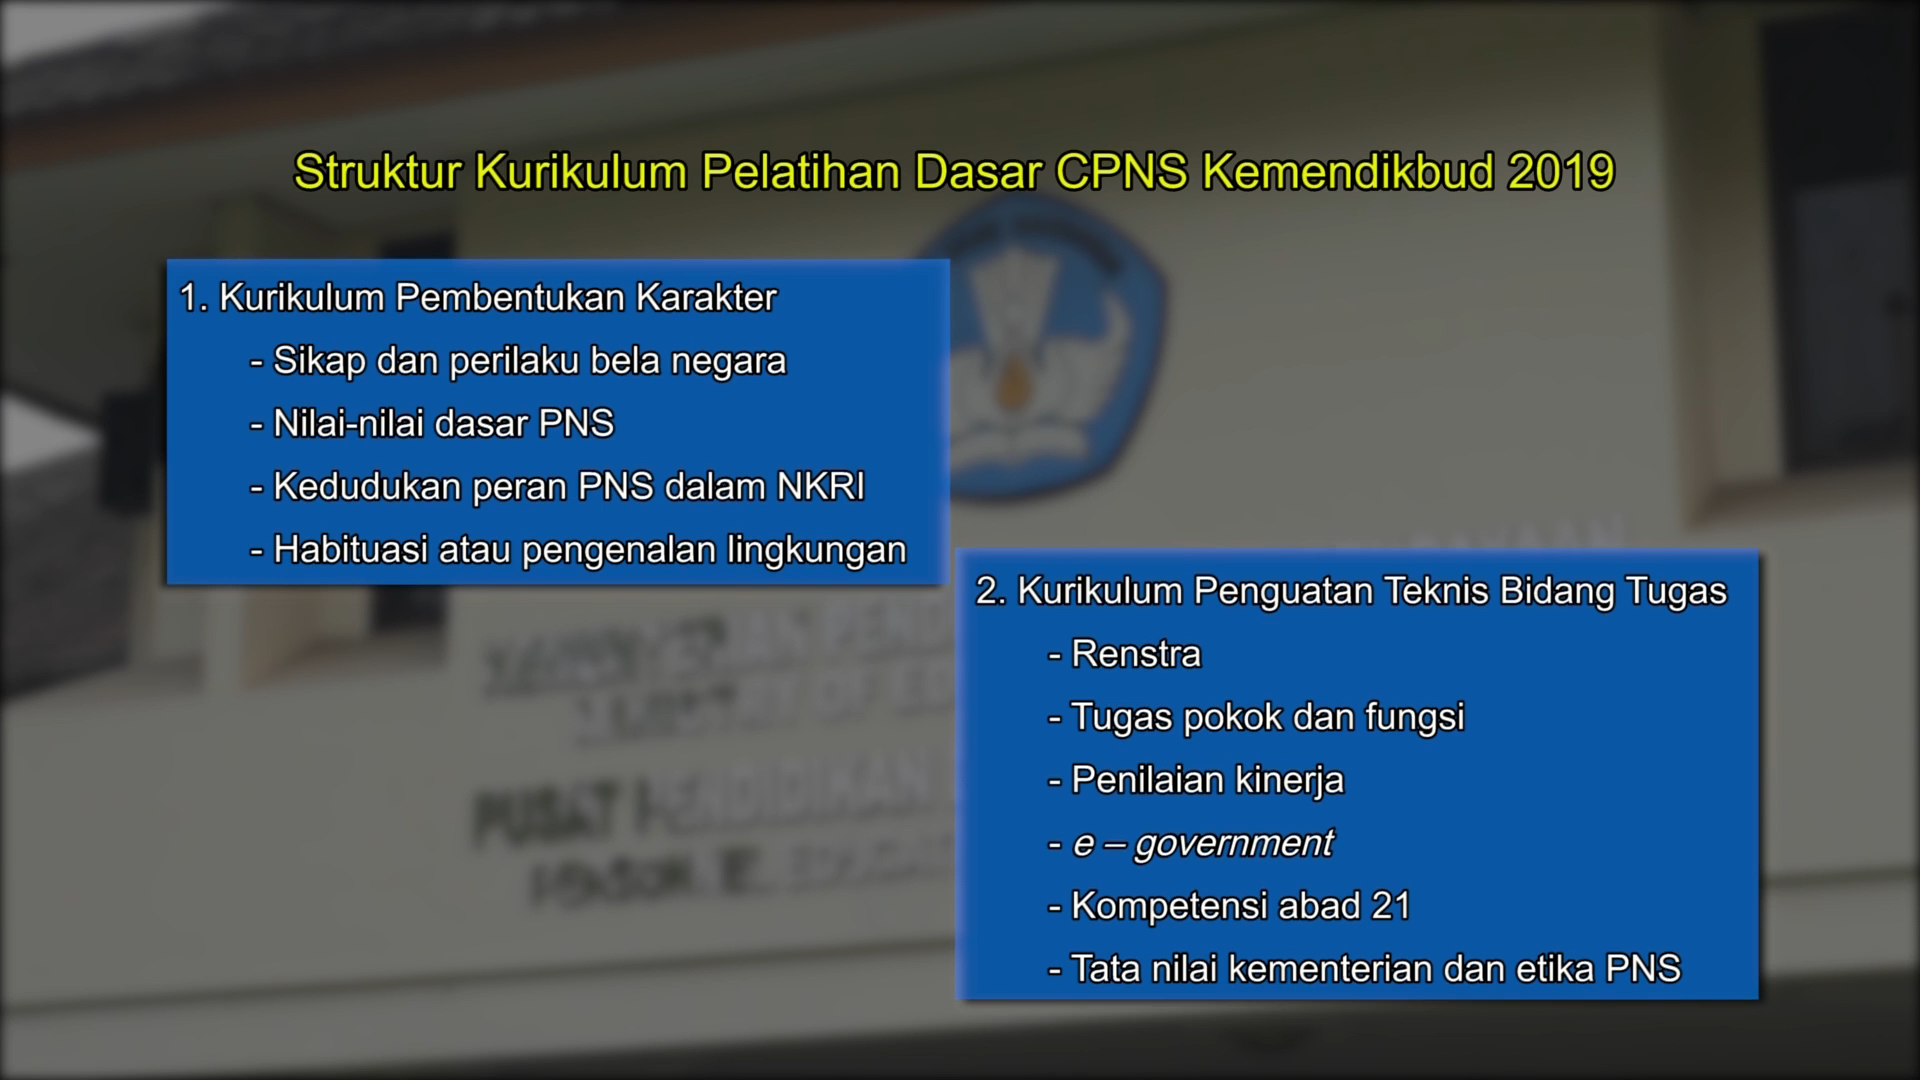 Struktur Kurikulum Pelatihan Dasar CPNS Kemendikbud 2019
1. Kurikulum Pembentukan Karakter
- Sikap dan perilaku bela negara
- Nilai-nilai dasar PNS
- Kedudukan peran PNS dalam NKRI
- Habituasi atau pengenalan lingkungan
2. Kurikulum Penguatan Teknis Bidang Tugas
- Renstra
- Tugas pokok dan fungsi
- Penilaian kinerja
- e – government
- Kompetensi abad 21
- Tata nilai kementerian dan etika PNS